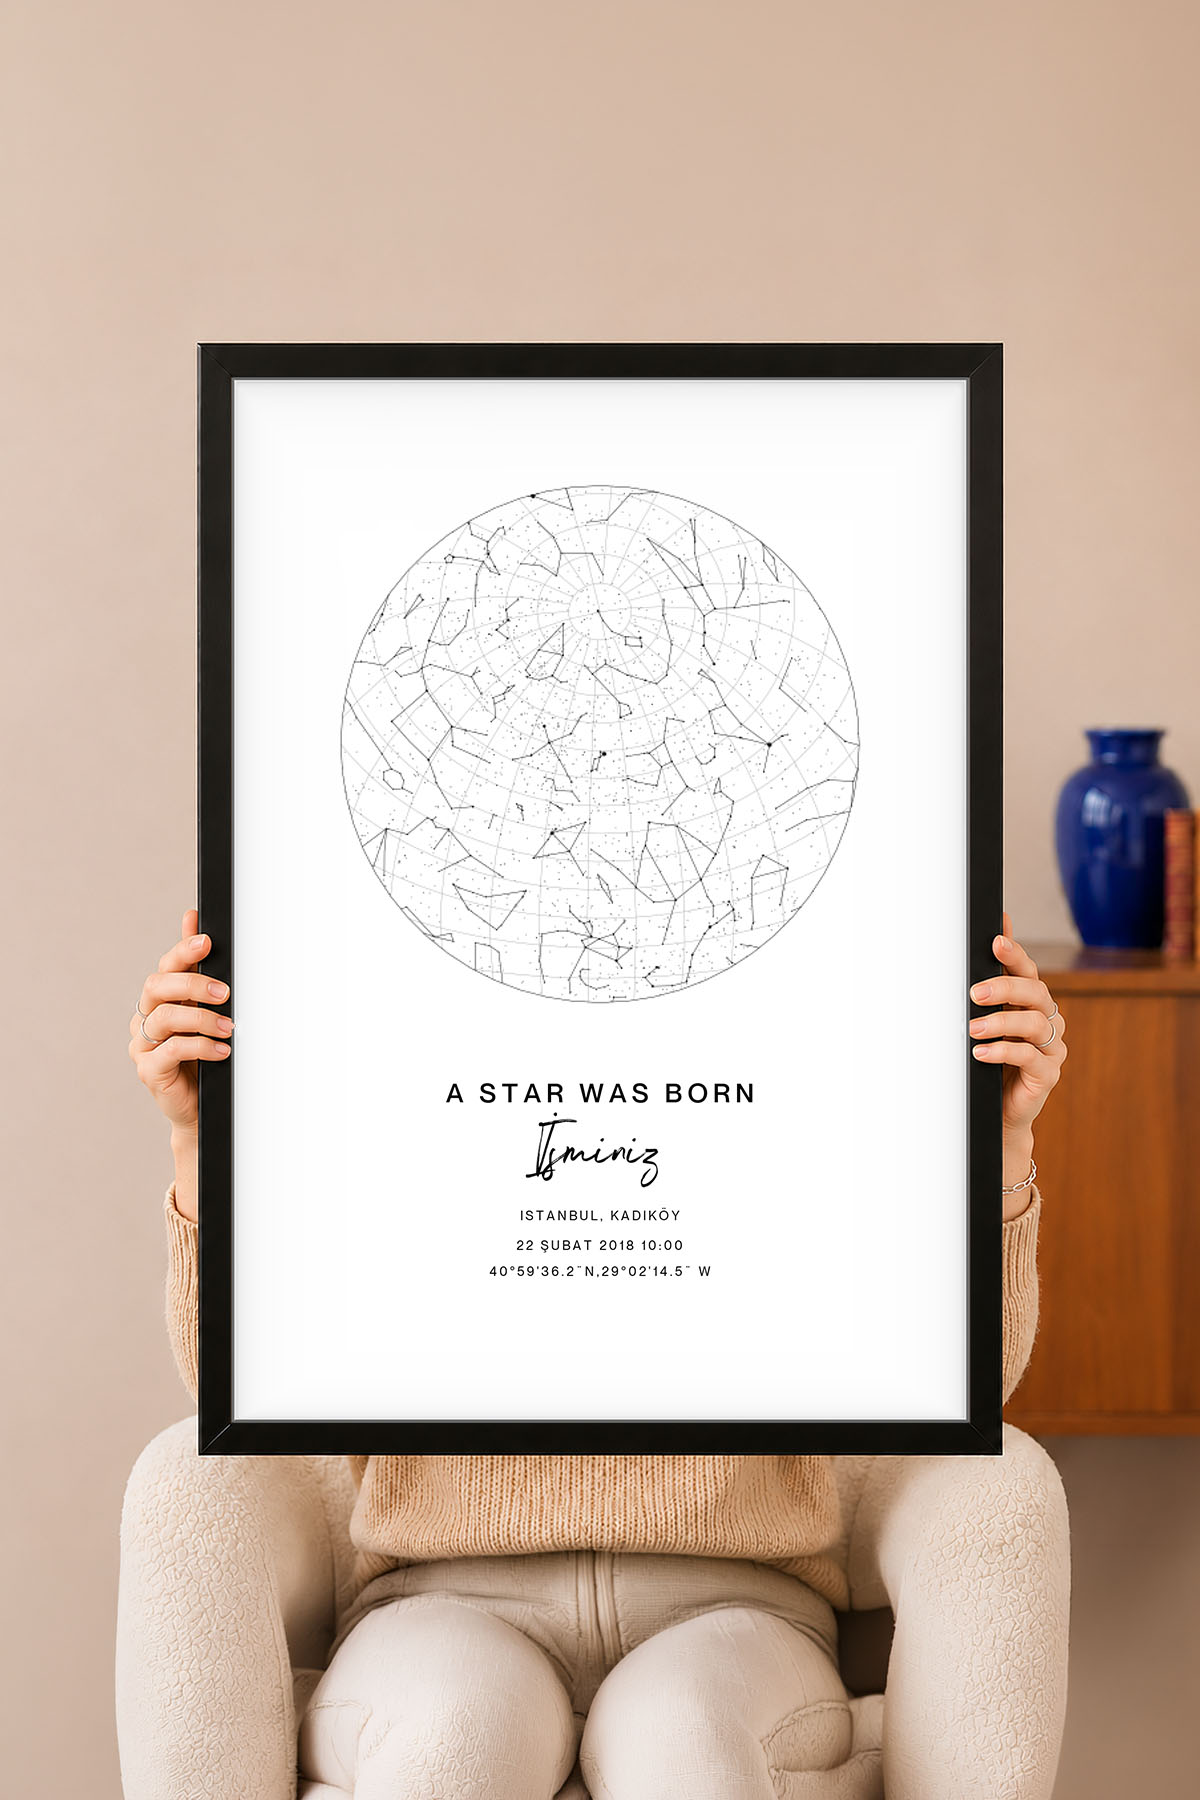 A STAR WAS BORN
İsminiz
ISTANBUL, KADIKÖY
22 ŞUBAT 2018 10:00
40°59'36.2¨N,29°02'14.5¨ W